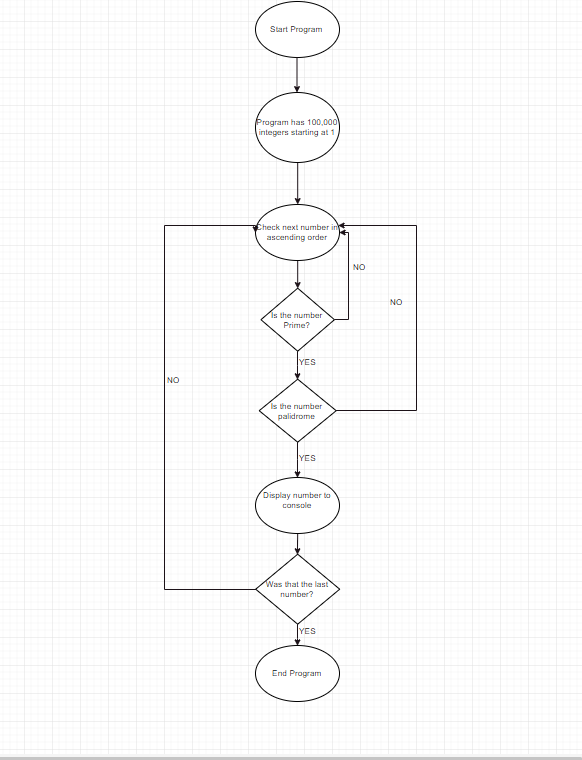 Start Program
Program has 100,000
integers starting at 1
Check next number in
ascending order
NO
NO
Is the number
Prime?
YES
NO
Is the number
palidrome
YES
Display number to
console
Was that the last
number?
YES
End Program